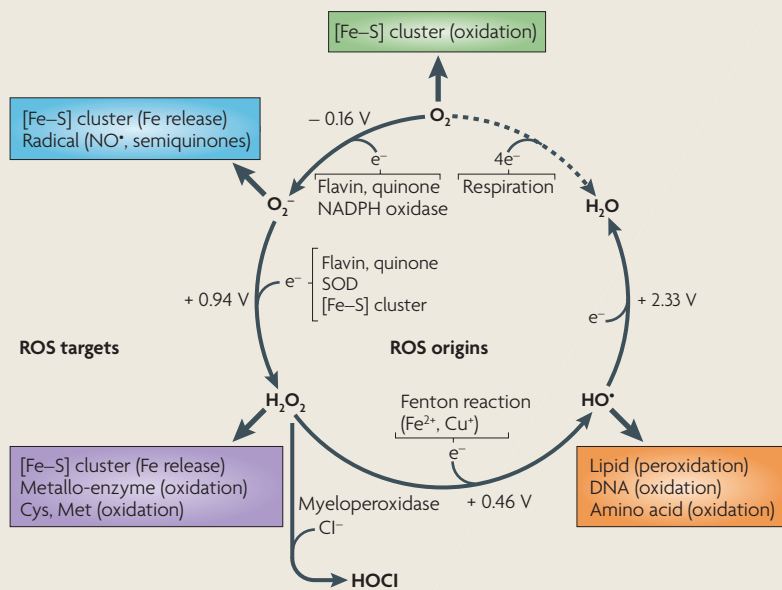 [Fe–S] cluster (oxidation)
[Fe–S] cluster (Fe release)
Radical (NO•, semiquinones)
– 0.16 V
O₂
e⁻
4e⁻
Flavin, quinone
NADPH oxidase
Respiration
O₂⁻
H₂O
+ 0.94 V
e⁻
Flavin, quinone
SOD
[Fe–S] cluster
e⁻
+ 2.33 V
ROS targets
ROS origins
H₂O₂
Fenton reaction
(Fe²⁺, Cu⁺)
e⁻
HO•
+ 0.46 V
[Fe–S] cluster (Fe release)
Metallo-enzyme (oxidation)
Cys, Met (oxidation)
Myeloperoxidase
Cl⁻
HOCl
Lipid (peroxidation)
DNA (oxidation)
Amino acid (oxidation)